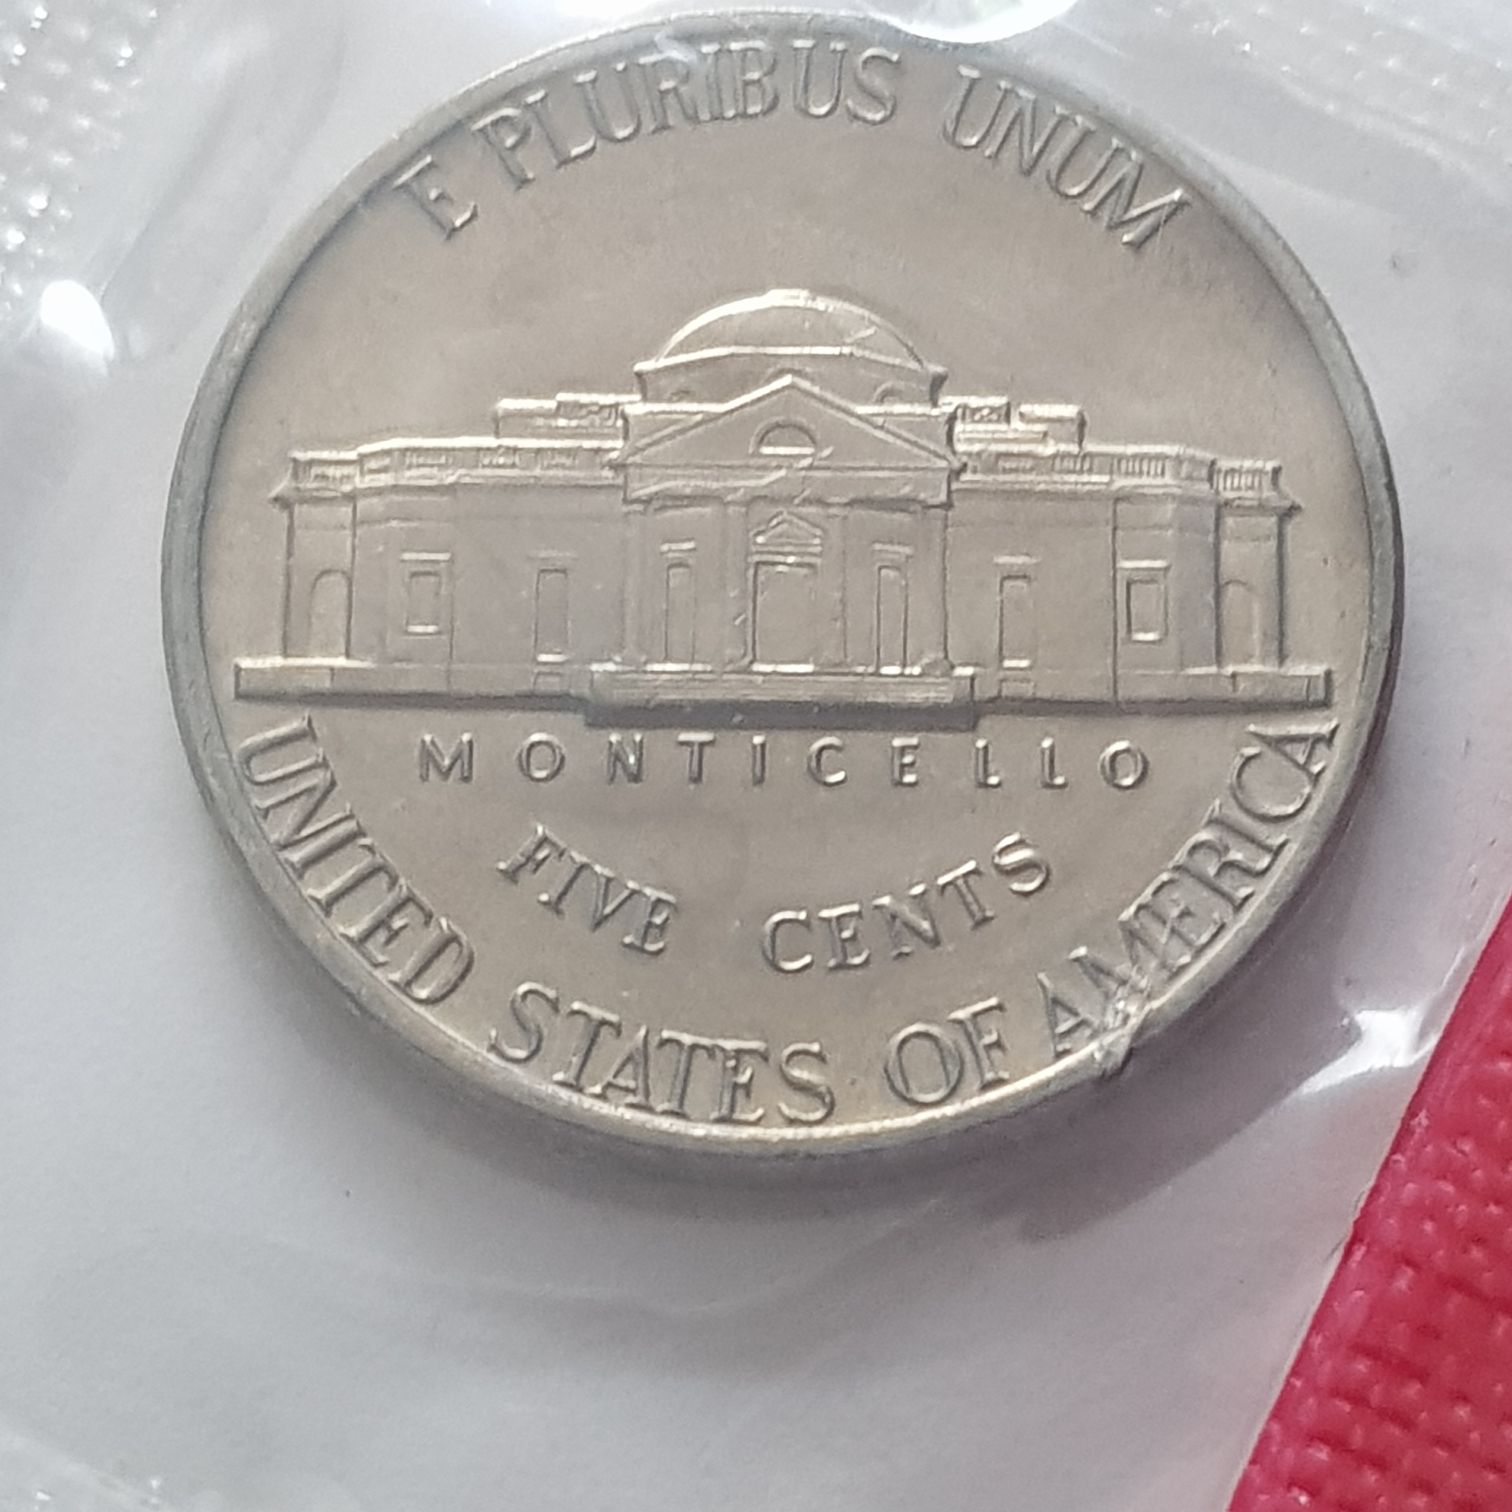 E PLURIBUS UNUM
MONTICELLO
FIVE CENTS
UNITED STATES OF AMERICA